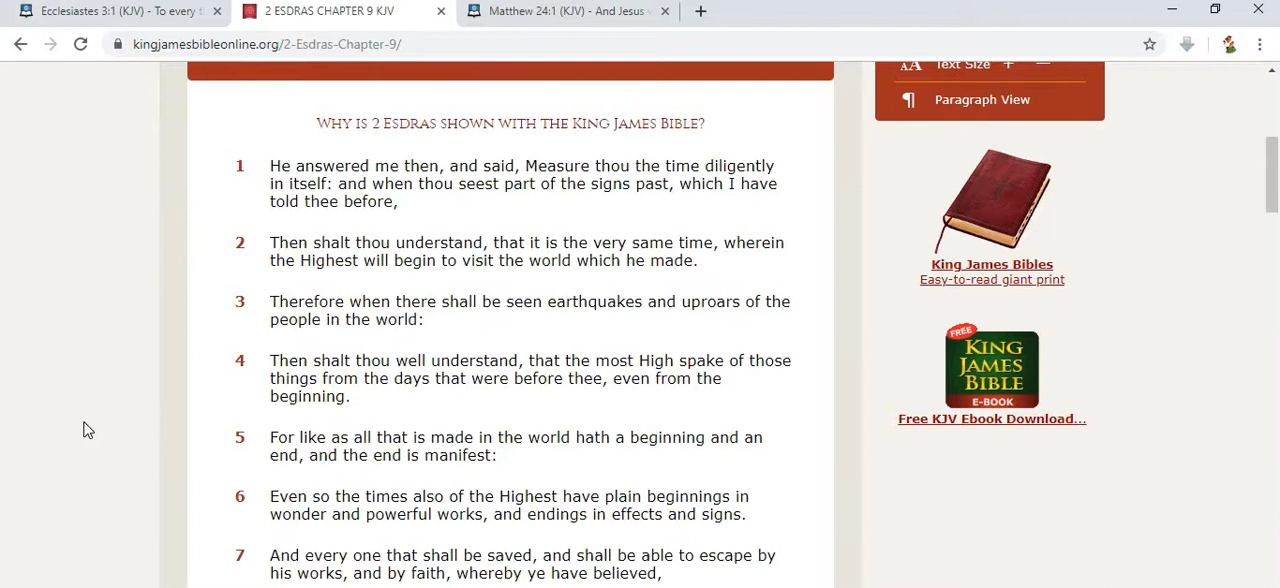 Ecclesiastes 3:1 (KJV) - To every t
2 ESDRAS CHAPTER 9 KJV
Matthew 24:1 (KJV) - And Jesus w
kingjamesbibleonline.org/2-Esdras-Chapter-9/
AA Text Size + —
¶ Paragraph View
WHY IS 2 ESDRAS SHOWN WITH THE KING JAMES BIBLE?
1 He answered me then, and said, Measure thou the time diligently
in itself: and when thou seest part of the signs past, which I have
told thee before,
2 Then shalt thou understand, that it is the very same time, wherein
the Highest will begin to visit the world which he made.
3 Therefore when there shall be seen earthquakes and uproars of the
people in the world:
4 Then shalt thou well understand, that the most High spake of those
things from the days that were before thee, even from the
beginning.
5 For like as all that is made in the world hath a beginning and an
end, and the end is manifest:
6 Even so the times also of the Highest have plain beginnings in
wonder and powerful works, and endings in effects and signs.
7 And every one that shall be saved, and shall be able to escape by
his works, and by faith, whereby ye have believed,
King James Bibles
Easy-to-read giant print
FREE
KING
JAMES
BIBLE
E-BOOK
Free KJV Ebook Download...